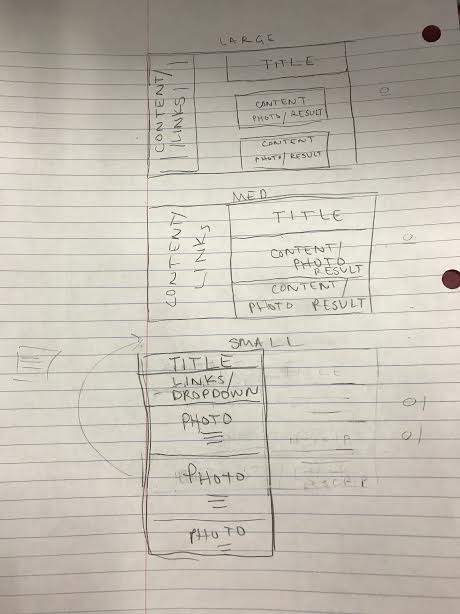 LARGE
CONTENT/
LINKS
TITLE
CONTENT
PHOTO/RESULT
CONTENT
PHOTO/RESULT
MED
CONTENT/
LINKS
TITLE
CONTENT/
PHOTO
RESULT
CONTENT/
PHOTO RESULT
SMALL
TITLE
LINKS/
DROPDOWN
PHOTO
PHOTO
PHOTO